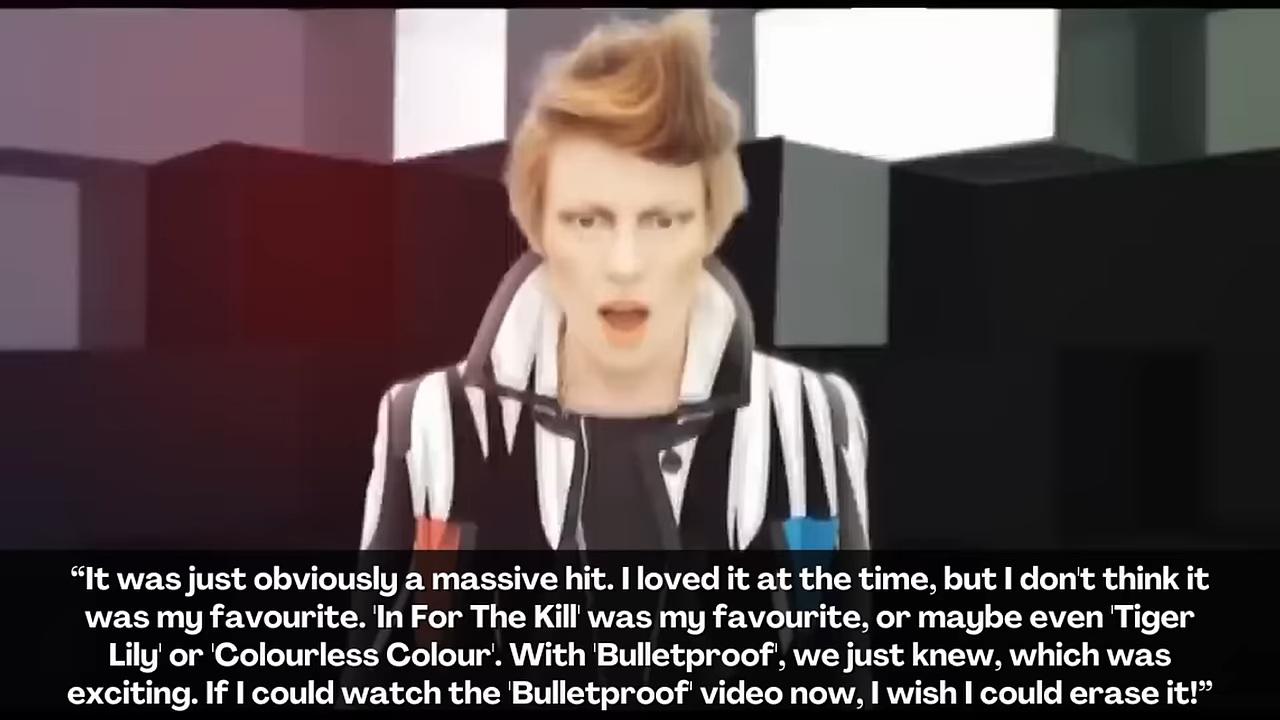 “It was just obviously a massive hit. I loved it at the time, but I don't think it
was my favourite. 'In For The Kill' was my favourite, or maybe even 'Tiger
Lily' or 'Colourless Colour'. With 'Bulletproof', we just knew, which was
exciting. If I could watch the 'Bulletproof' video now, I wish I could erase it!”